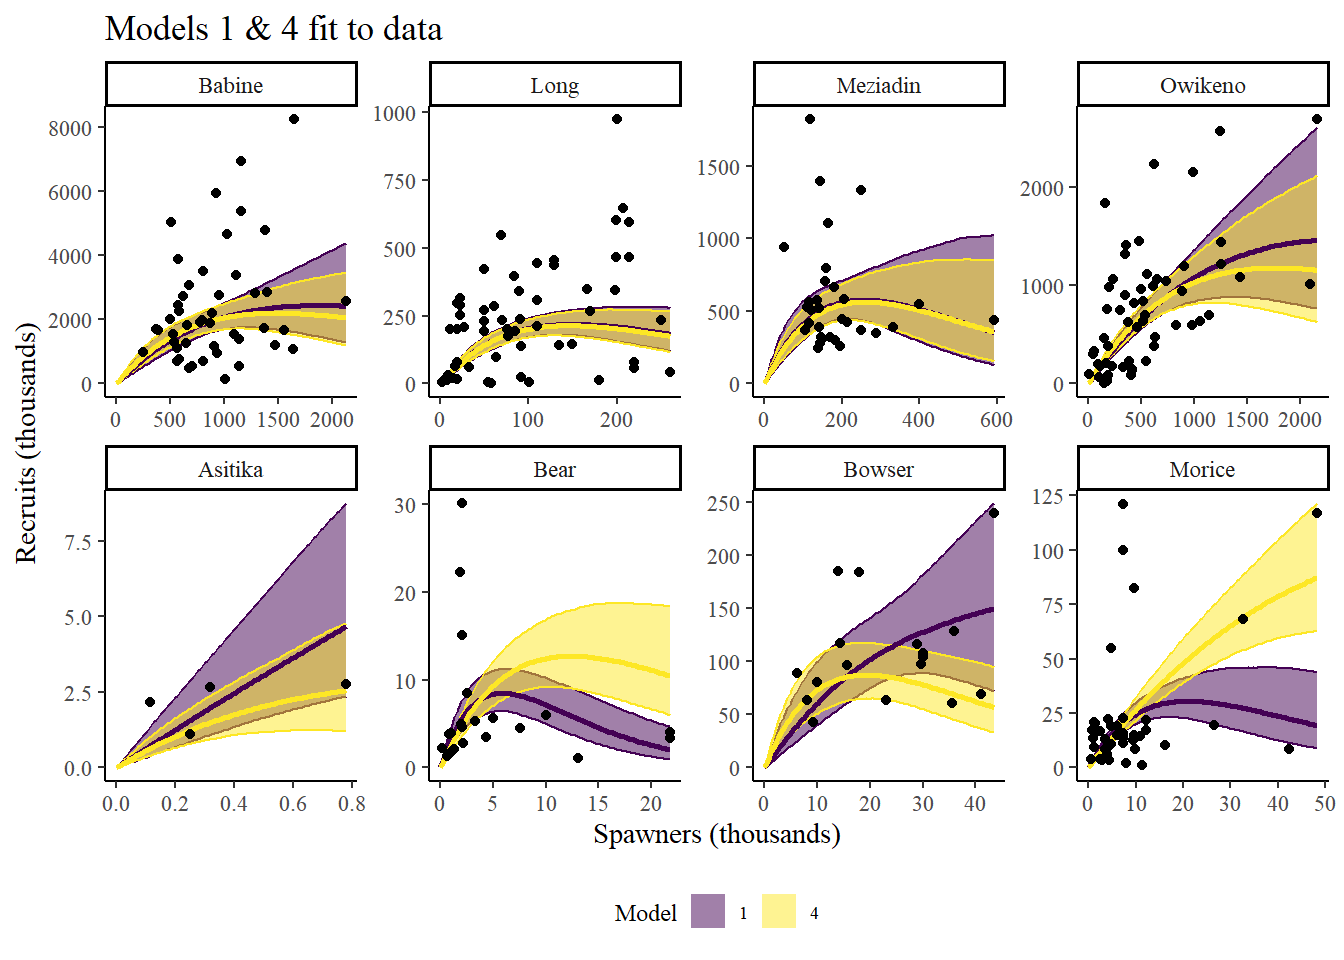 Models 1 & 4 fit to data
Babine Long Meziadin Owikeno
8000
6000
4000
2000
0
0 500 1000 1500 2000
1000
750
500
250
0
0 100 200
1500
1000
500
0
0 200 400 600
2000
1000
0
0 500 1000 1500 2000
Recruits (thousands)
Asitika Bear Bowser Morice
7.5
5.0
2.5
0.0
0.0 0.2 0.4 0.6 0.8
30
20
10
0
0 5 10 15 20
250
200
150
100
50
0
0 10 20 30 40
125
100
75
50
25
0
0 10 20 30 40 50
Spawners (thousands)
Model 1 4